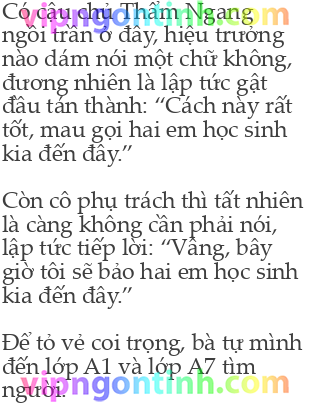 Có cậu chủ Thẩm Ngang
ngồi trấn ở đây, hiệu trưởng
nào dám nói một chữ không,
đương nhiên là lập tức gật
đầu tán thành: “Cách này rất
tốt, mau gọi hai em học sinh
kia đến đây.”
Còn cô phụ trách thì tất nhiên
là càng không cần phải nói,
lập tức tiếp lời: “Vâng, bây
giờ tôi sẽ bảo hai em học sinh
kia đến đây.”
Để tỏ vẻ coi trọng, bà tự mình
đến lớp A1 và lớp A7 tìm
người.
vipngontinh.com
vipngontinh.com
vipngontinh.com